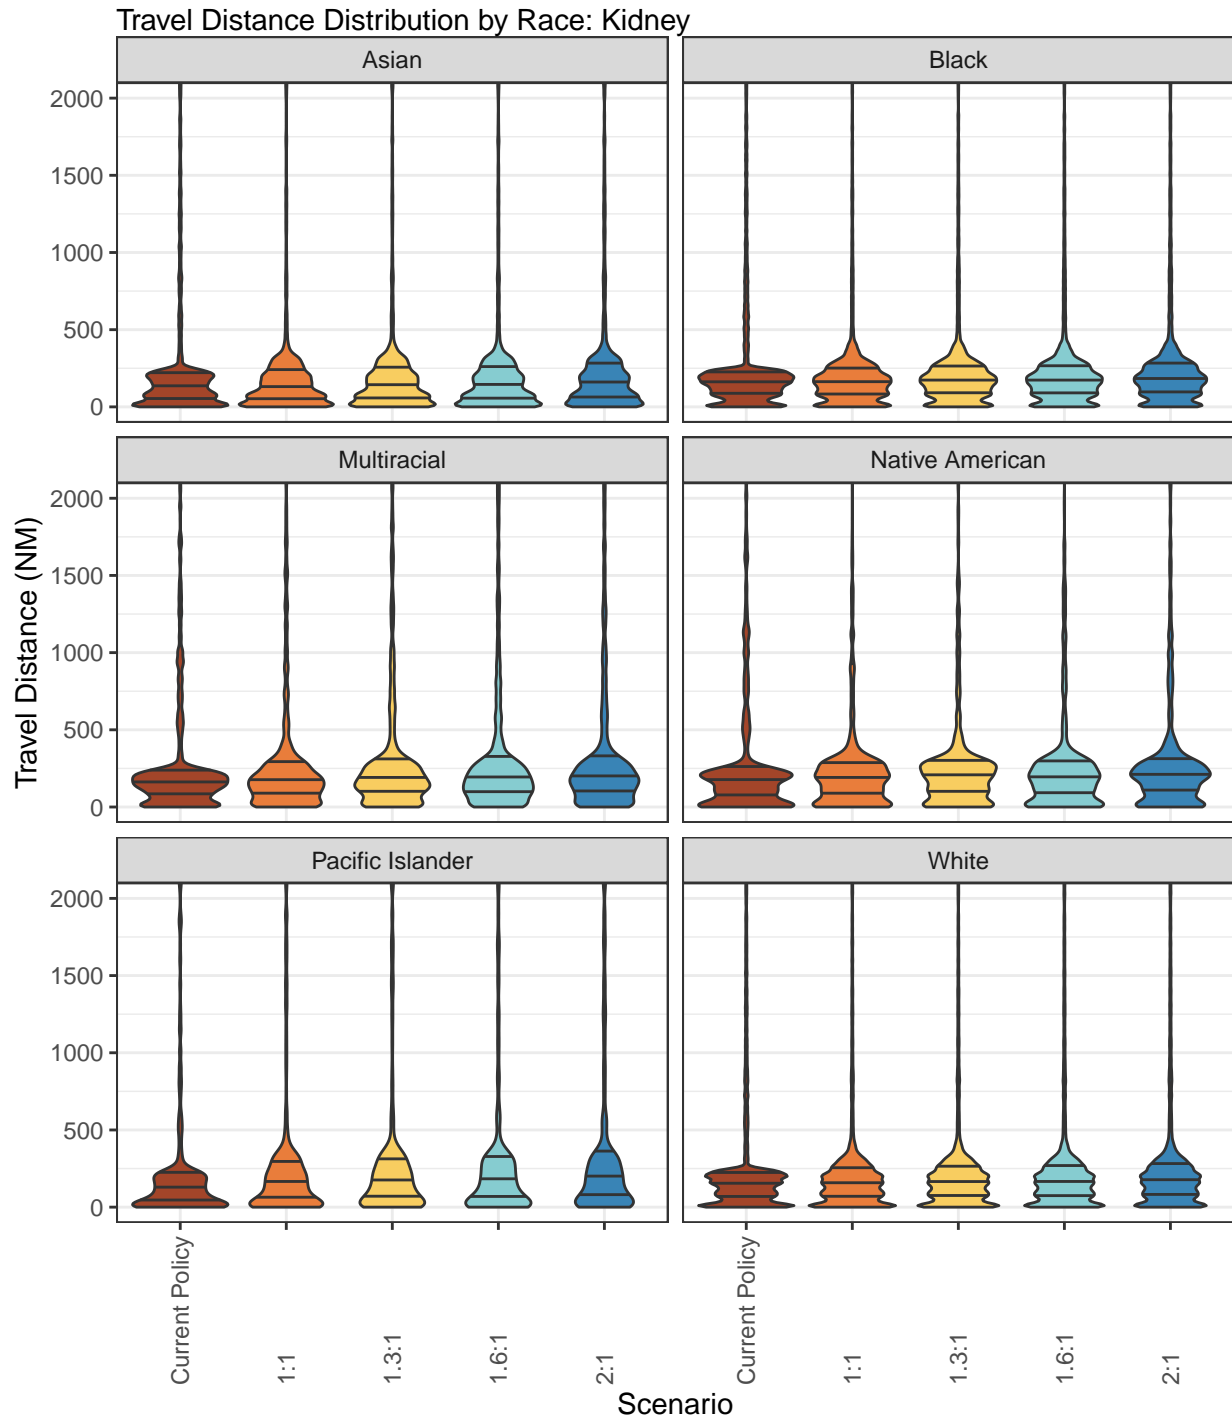 Travel Distance Distribution by Race: Kidney
Asian
Black
2000
1500
1000
500
0
Multiracial
Native American
2000
1500
1000
500
0
Travel Distance (NM)
Pacific Islander
White
2000
1500
1000
500
0
Current Policy
1:1
1.3:1
1.6:1
2:1
Current Policy
1:1
1.3:1
1.6:1
2:1
Scenario